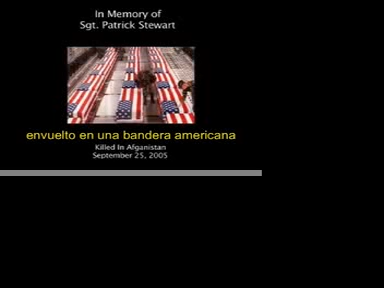 In Memory of
Sgt. Patrick Stewart
envuelto en una bandera americana
Killed In Afganistan
September 25, 2005